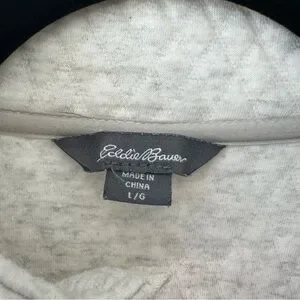 Eddie Bauer
MADE IN
CHINA
L/G